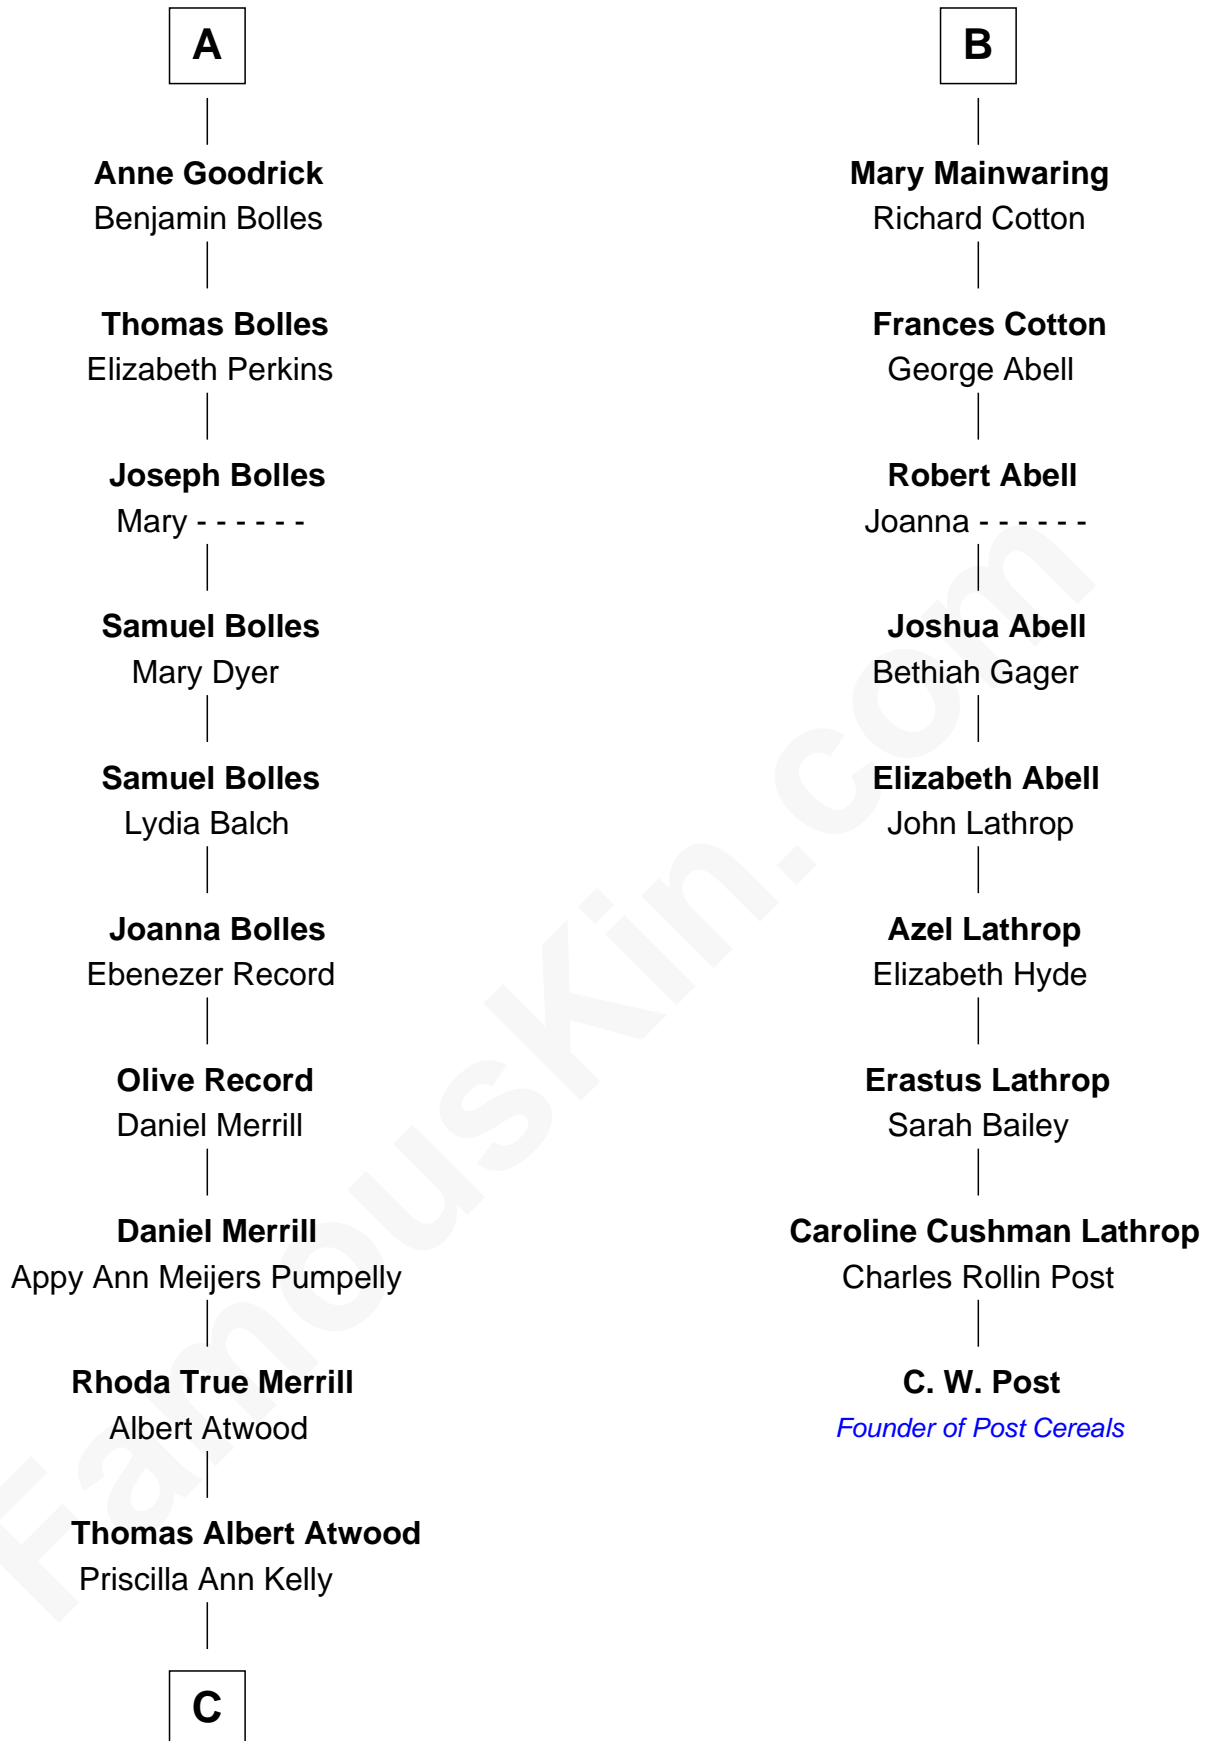 A
Anne Goodrick
Benjamin Bolles
Thomas Bolles
Elizabeth Perkins
Joseph Bolles
Mary - - - - - -
Samuel Bolles
Mary Dyer
Samuel Bolles
Lydia Balch
Joanna Bolles
Ebenezer Record
Olive Record
Daniel Merrill
Daniel Merrill
Appy Ann Meijers Pumpelly
Rhoda True Merrill
Albert Atwood
Thomas Albert Atwood
Priscilla Ann Kelly
C
B
Mary Mainwaring
Richard Cotton
Frances Cotton
George Abell
Robert Abell
Joanna - - - - - -
Joshua Abell
Bethiah Gager
Elizabeth Abell
John Lathrop
Azel Lathrop
Elizabeth Hyde
Erastus Lathrop
Sarah Bailey
Caroline Cushman Lathrop
Charles Rollin Post
C. W. Post
Founder of Post Cereals
FamousKin.com